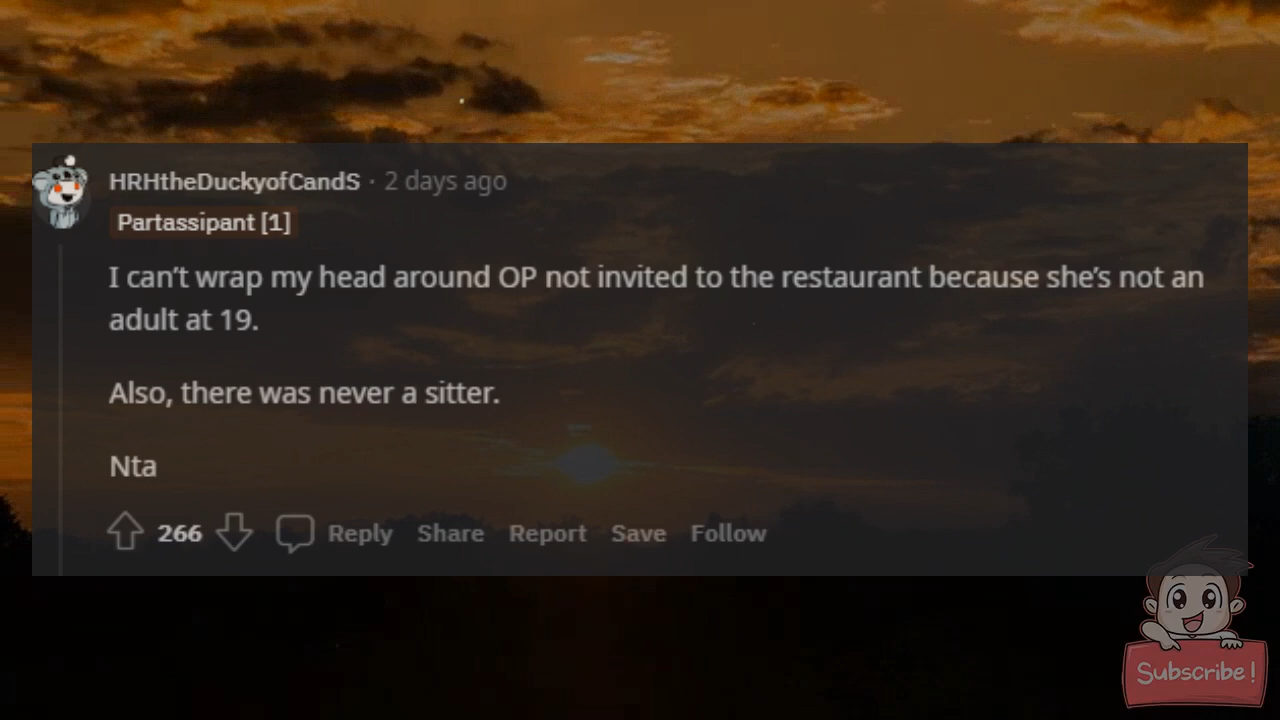 HRHtheDuckyofCandS · 2 days ago
Partassipant [1]
I can't wrap my head around OP not invited to the restaurant because she's not an
adult at 19.
Also, there was never a sitter.
Nta
266 Reply Share Report Save Follow
Subscribe!